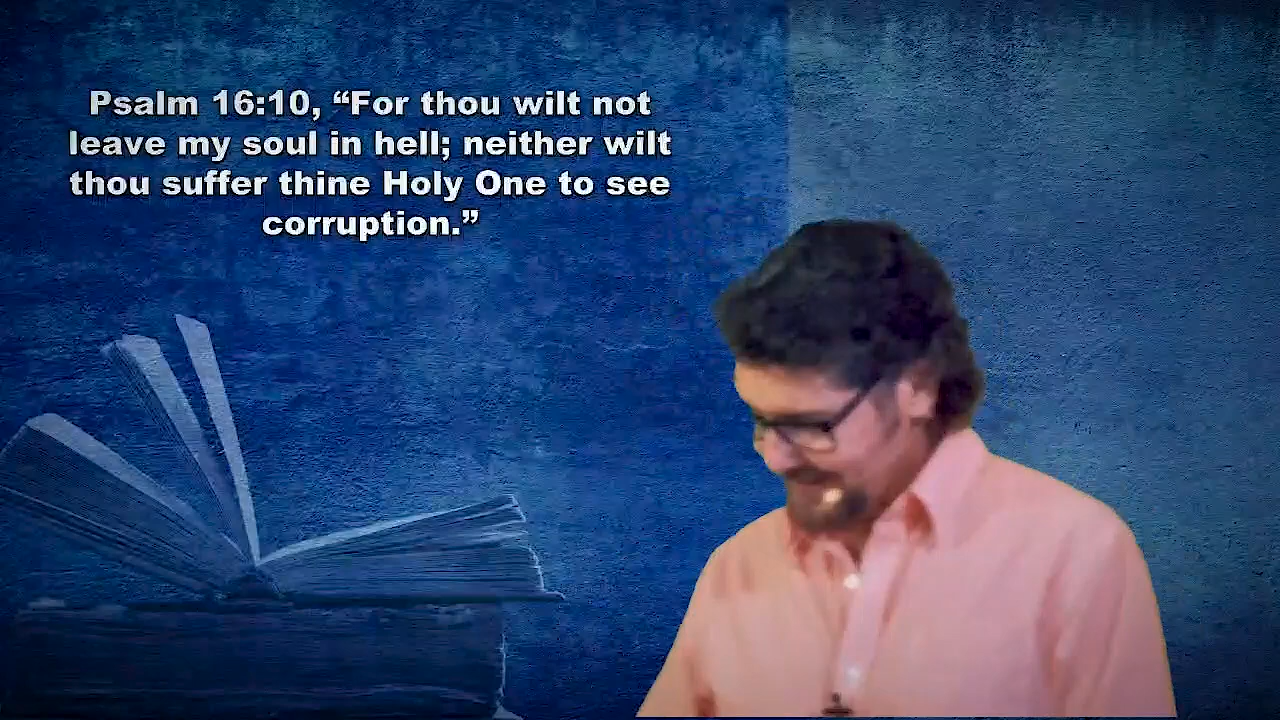 Psalm 16:10, “For thou wilt not
leave my soul in hell; neither wilt
thou suffer thine Holy One to see
corruption.”